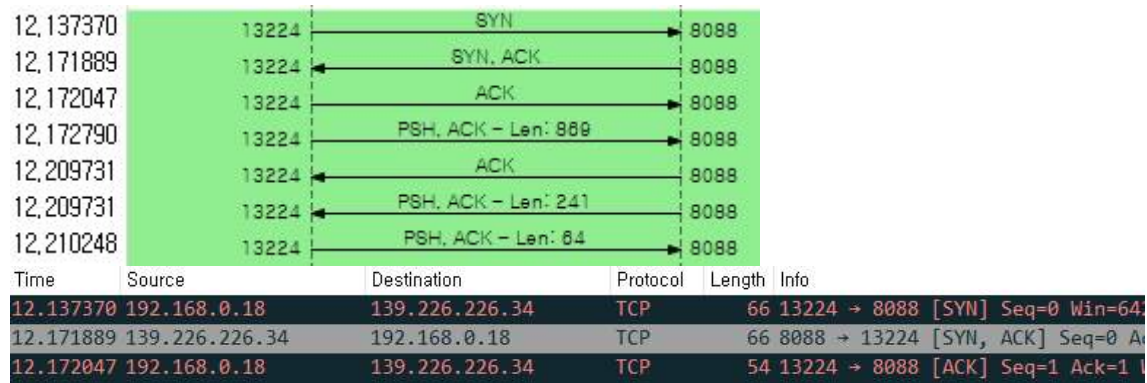 12,137370 13224 SYN 8088
12,171889 13224 SYN, ACK 8088
12,172047 13224 ACK 8088
12,172790 13224 PSH, ACK - Len: 869 8088
12,209731 13224 ACK 8088
12,209731 13224 PSH, ACK - Len: 241 8088
12,210248 13224 PSH, ACK - Len: 64 8088
Time Source Destination Protocol Length Info
12.137370 192.168.0.18 139.226.226.34 TCP 66 13224 → 8088 [SYN] Seq=0
12.171889 139.226.226.34 192.168.0.18 TCP 66 8088 → 13224 [SYN, ACK] Seq=0
12.172047 192.168.0.18 139.226.226.34 TCP 54 13224 → 8088 [ACK] Seq=1 Ack=1